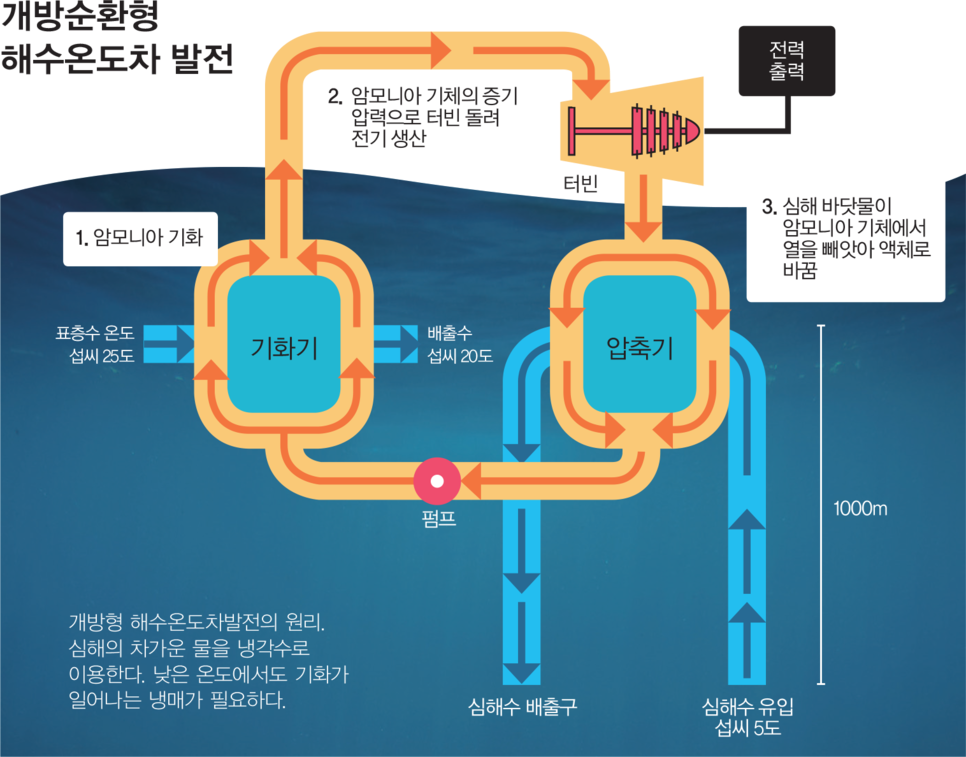 개방순환형
해수온도차 발전
전력
출력
2. 암모니아 기체의 증기
압력으로 터빈 돌려
전기 생산
터빈
1. 암모니아 기화
3. 심해 바닷물이
암모니아 기체에서
열을 빼앗아 액체로
바꿈
표층수 온도
섭씨 25도
기화기
배출수
섭씨 20도
압축기
1000m
펌프
개방형 해수온도차발전의 원리.
심해의 차가운 물을 냉각수로
이용한다. 낮은 온도에서도 기화가
일어나는 냉매가 필요하다.
심해수 배출구
심해수 유입
섭씨 5도